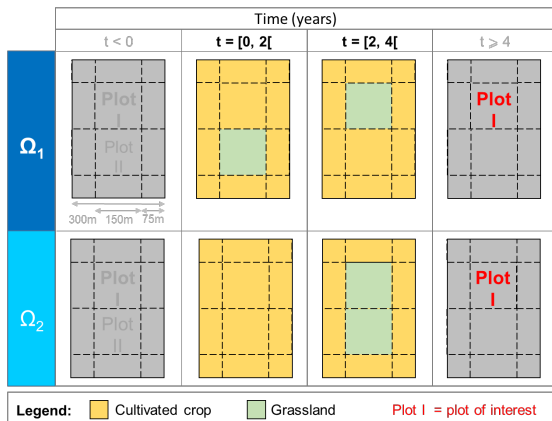 Time (years)
t < 0
t = [0, 2[
t = [2, 4[
t ⩾ 4
Ω1
Plot
I
Plot
II
Plot
I
300m
150m
75m
Ω2
Plot
I
Plot
II
Plot
I
Legend:
Cultivated crop
Grassland
Plot I = plot of interest